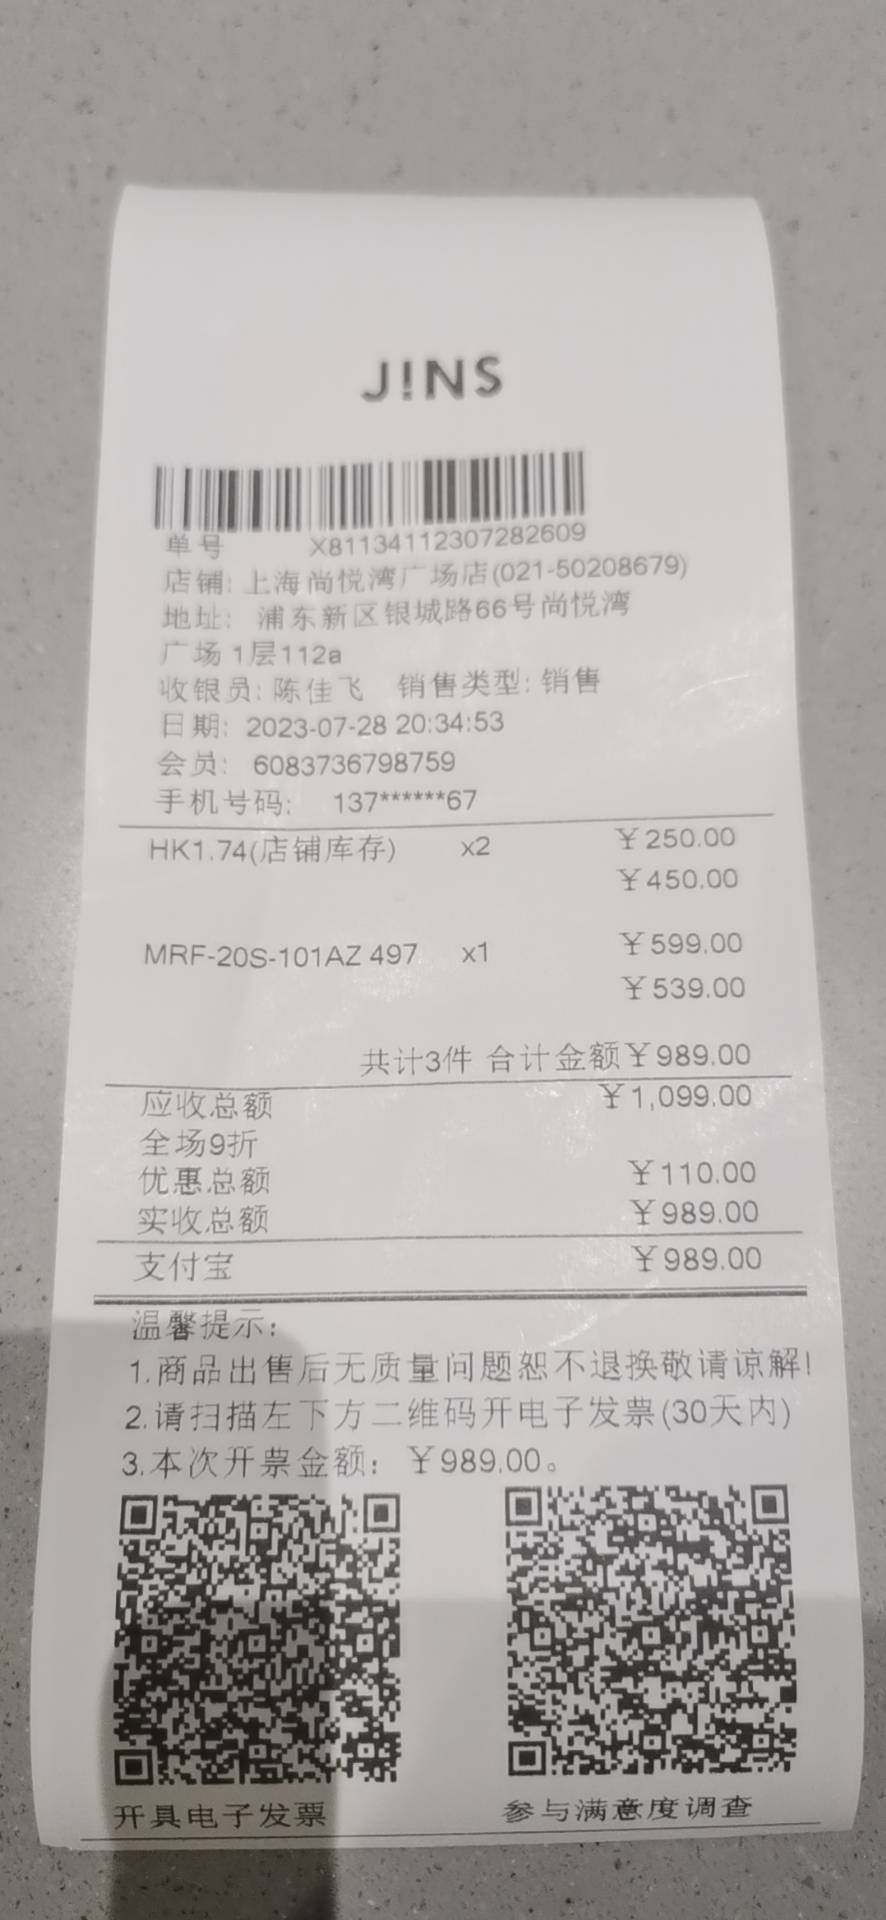 J!NS
单号 X81134112307282609
店铺: 上海尚悦湾广场店(021-50208679)
地址: 浦东新区银城路66号尚悦湾
广场1层112a
收银员: 陈佳飞 销售类型: 销售
日期: 2023-07-28 20:34:53
会员: 6083736798759
手机号码: 137******67
HK1.74(店铺库存) x2 ¥250.00
¥450.00
MRF-20S-101AZ 497 x1 ¥599.00
¥539.00
共计3件 合计金额¥989.00
应收总额 ¥1,099.00
全场9折
优惠总额 ¥110.00
实收总额 ¥989.00
支付宝 ¥989.00
温馨提示:
1.商品出售后无质量问题恕不退换敬请谅解!
2.请扫描左下方二维码开电子发票(30天内)
3.本次开票金额: ¥989.00。
开具电子发票 参与满意度调查